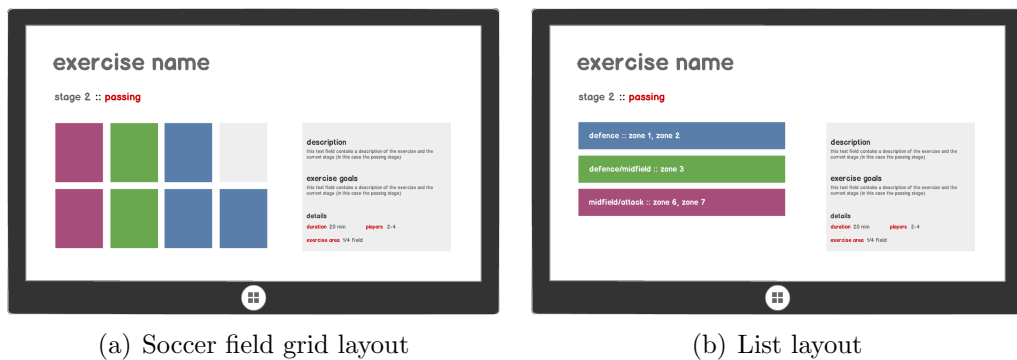 exercise name
stage 2 :: passing
description
this text field contains a description of the exercise and the
current stage (in this case the passing stage)
exercise goals
this text field contains a description of the exercise and the
current stage (in this case the passing stage)
details
duration 20 min players 2-4
exercise area 1/4 field
(a) Soccer field grid layout
exercise name
stage 2 :: passing
defence :: zone 1, zone 2
defence/midfield :: zone 3
midfield/attack :: zone 6, zone 7
description
this text field contains a description of the exercise and the
current stage (in this case the passing stage)
exercise goals
this text field contains a description of the exercise and the
current stage (in this case the passing stage)
details
duration 20 min players 2-4
exercise area 1/4 field
(b) List layout